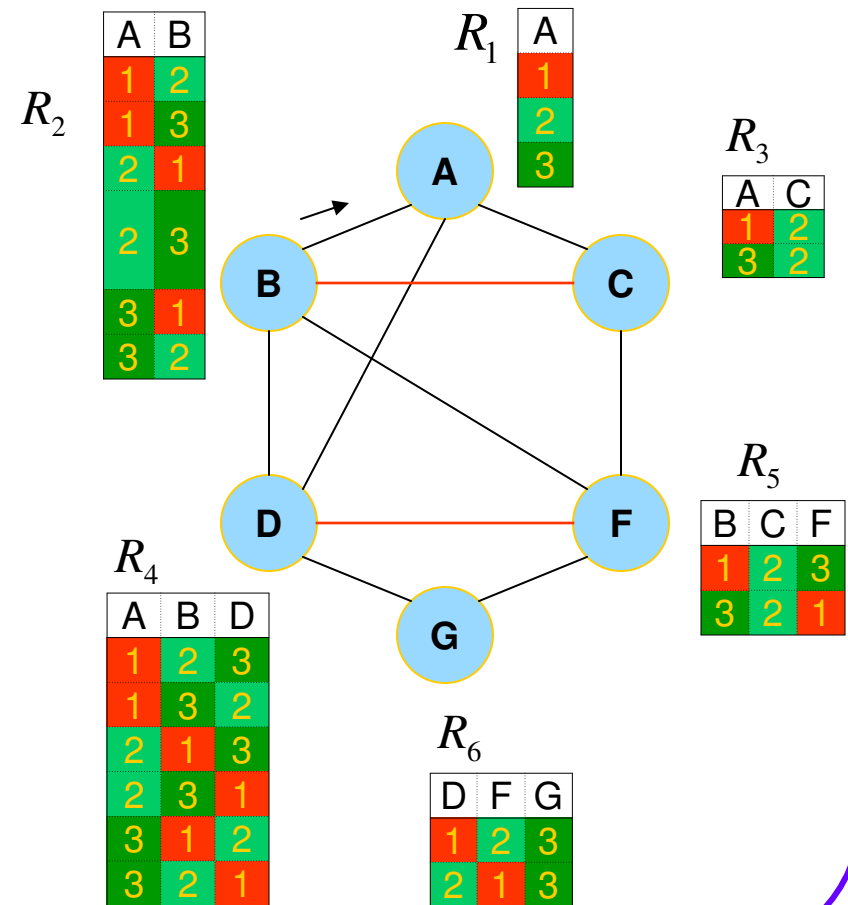 R2
A B
1 2
1 3
2 1
2 3
3 1
3 2
R1
A
1
2
3
R3
A C
1 2
3 2
A
B
C
D
F
G
R5
B C F
1 2 3
3 2 1
R4
A B D
1 2 3
1 3 2
2 1 3
2 3 1
3 1 2
3 2 1
R6
D F G
1 2 3
2 1 3